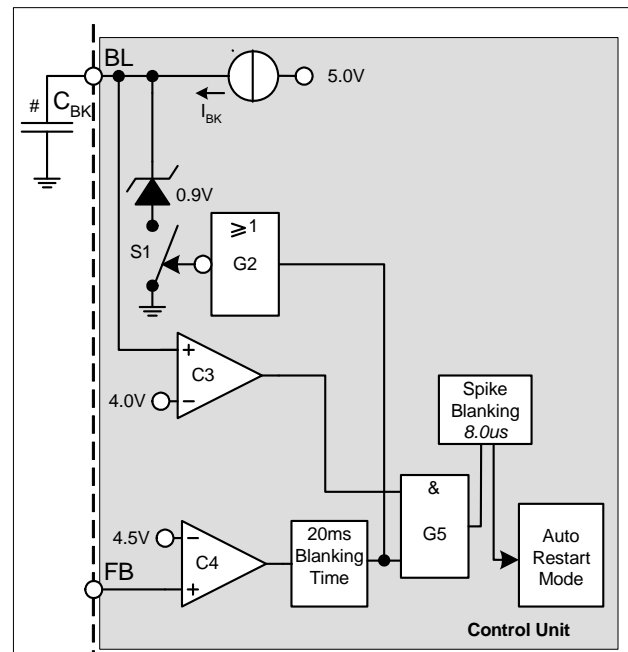 BL
5.0V
# C_BK
I_BK
0.9V
⩾1
S1
G2
C3
4.0V
Spike
Blanking
8.0us
&
G5
4.5V
C4
20ms
Blanking
Time
Auto
Restart
Mode
FB
Control Unit
+
-
-
+